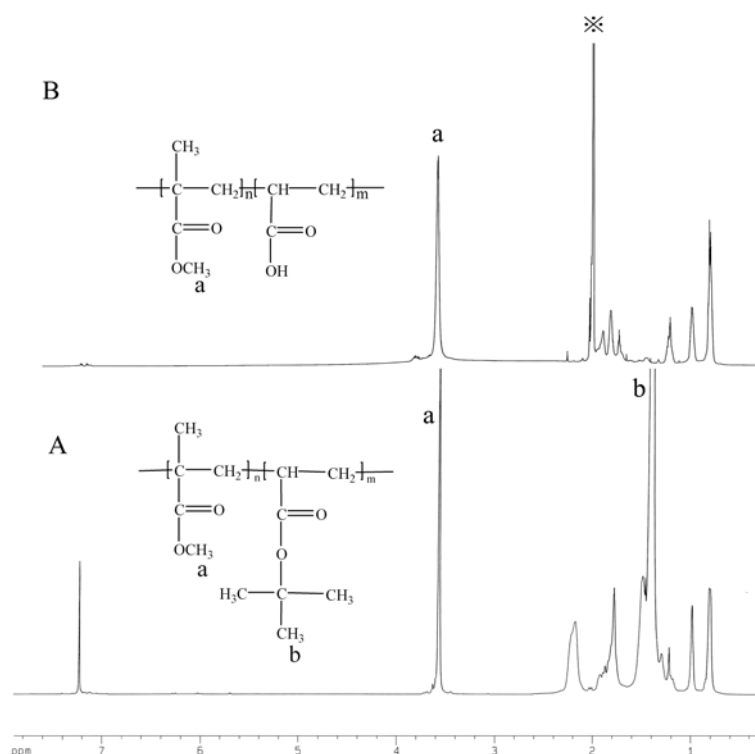 ※
B
a
CH₃
[C CH₂]n[CH CH₂]m
C=O C=O
OCH₃ OH
a
b
A
a
CH₃
[C CH₂]n[CH CH₂]m
C=O C=O
OCH₃ O
a
H₃C C CH₃
CH₃
b
ppm 7 6 5 4 3 2 1